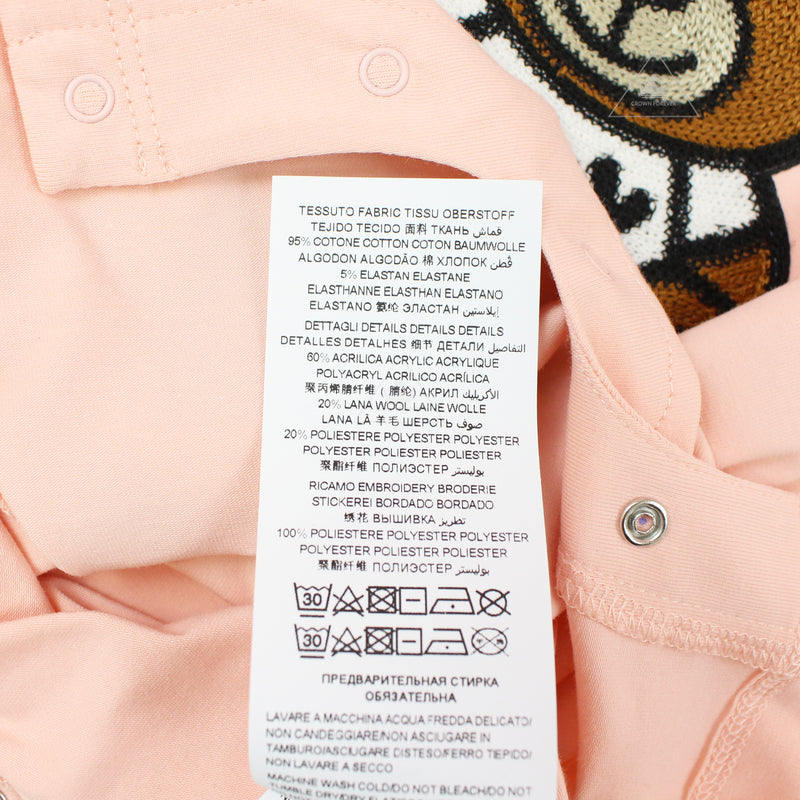 CROWN FOREVER
TESSUTO FABRIC TISSU OBERSTOFF
TEJIDO TECIDO 面料 ТКАНЬ قماش
95% COTONE COTTON COTON BAUMWOLLE
ALGODON ALGODÃO 棉 ХЛОПОК قُطن
5% ELASTAN ELASTANE
ELASTHANNE ELASTHAN ELASTANO
ELASTANO 氨纶 ЭЛАСТАН إيلاستين
DETTAGLI DETAILS DETAILS DETAILS
DETALLES DETALHES 细节 ДЕТАЛИ التفاصيل
60% ACRILICA ACRYLIC ACRYLIQUE
POLYACRYL ACRILICO ACRÍLICA
聚丙烯腈纤维 ( 腈纶) АКРИЛ الأكريليك
20% LANA WOOL LAINE WOLLE
LANA LÃ 羊毛 ШЕРСТЬ صوف
20% POLIESTERE POLYESTER POLYESTER
POLYESTER POLIESTER POLIESTER
聚酯纤维 ПОЛИЭСТЕР بوليستر
RICAMO EMBROIDERY BRODERIE
STICKEREI BORDADO BORDADO
绣花 ВЫШИВКА تطريز
100% POLIESTERE POLYESTER POLYESTER
POLYESTER POLIESTER POLIESTER
聚酯纤维 ПОЛИЭСТЕР بوليستر
30
30
ПРЕДВАРИТЕЛЬНАЯ СТИРКА
ОБЯЗАТЕЛЬНА
LAVARE A MACCHINA ACQUA FREDDA DELICATO/
NON CANDEGGIARE/NON ASCIUGARE IN
TAMBURO/ASCIUGARE DISTESO/FERRO TIEPIDO/
NON LAVARE A SECCO
MACHINE WASH COLD/DO NOT BLEACH/DO NOT
TUMBLE DRY/DRY FLAT/